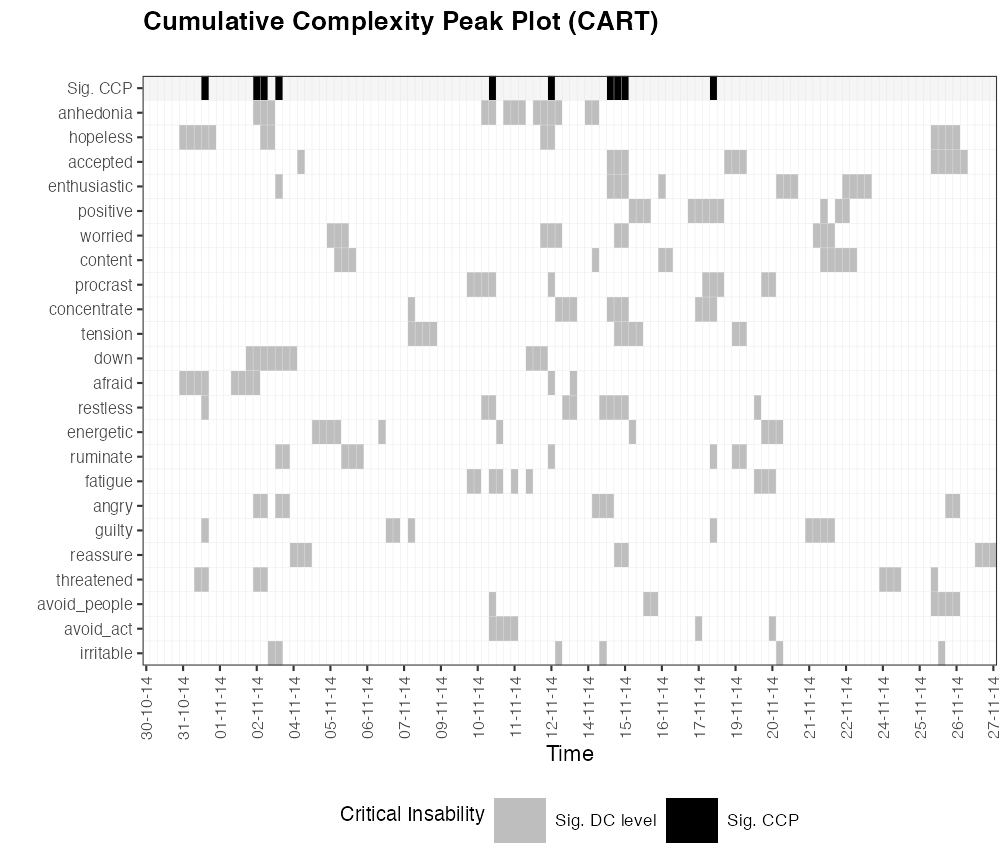 Cumulative Complexity Peak Plot (CART)
Sig. CCP
anhedonia
hopeless
accepted
enthusiastic
positive
worried
content
procrast
concentrate
tension
down
afraid
restless
energetic
ruminate
fatigue
angry
guilty
reassure
threatened
avoid_people
avoid_act
irritable
30-10-14
31-10-14
01-11-14
02-11-14
04-11-14
05-11-14
06-11-14
07-11-14
09-11-14
10-11-14
11-11-14
12-11-14
14-11-14
15-11-14
16-11-14
17-11-14
19-11-14
20-11-14
21-11-14
22-11-14
24-11-14
25-11-14
26-11-14
27-11-14
Time
Critical Insability Sig. DC level Sig. CCP